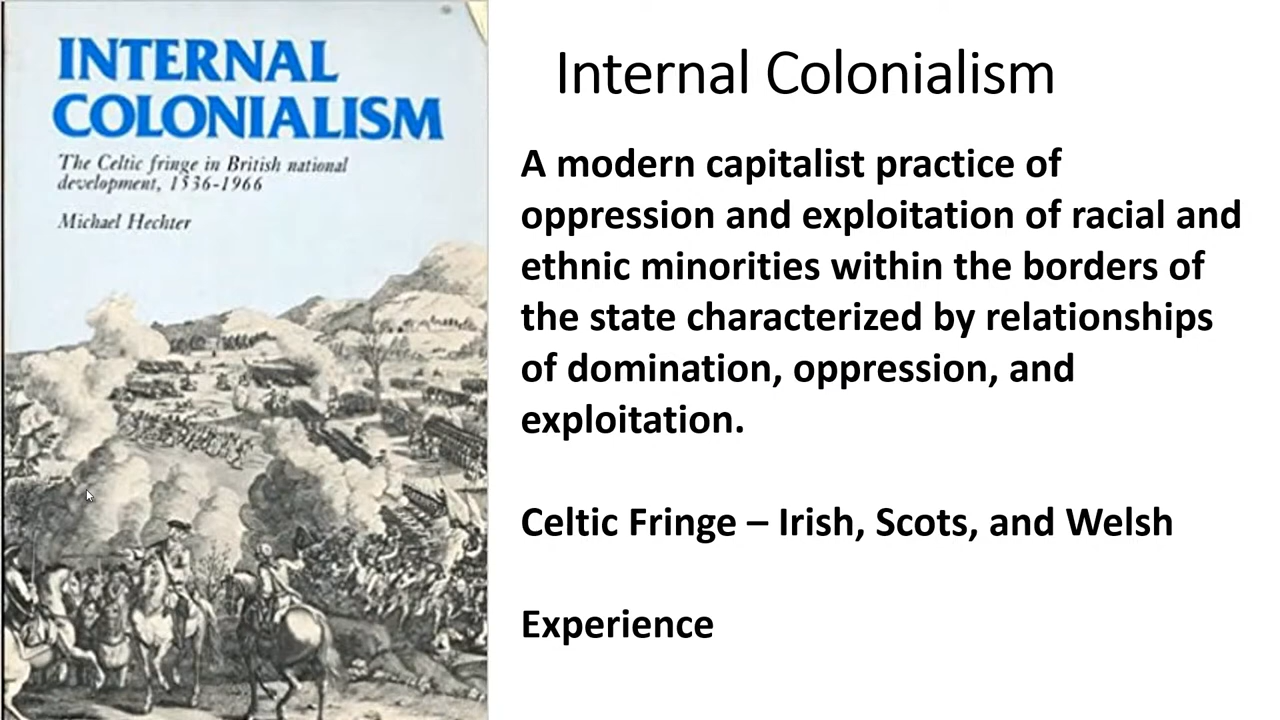 INTERNAL
COLONIALISM
The Celtic fringe in British national
development, 1536-1966
Michael Hechter
Internal Colonialism
A modern capitalist practice of
oppression and exploitation of racial and
ethnic minorities within the borders of
the state characterized by relationships
of domination, oppression, and
exploitation.
Celtic Fringe – Irish, Scots, and Welsh
Experience